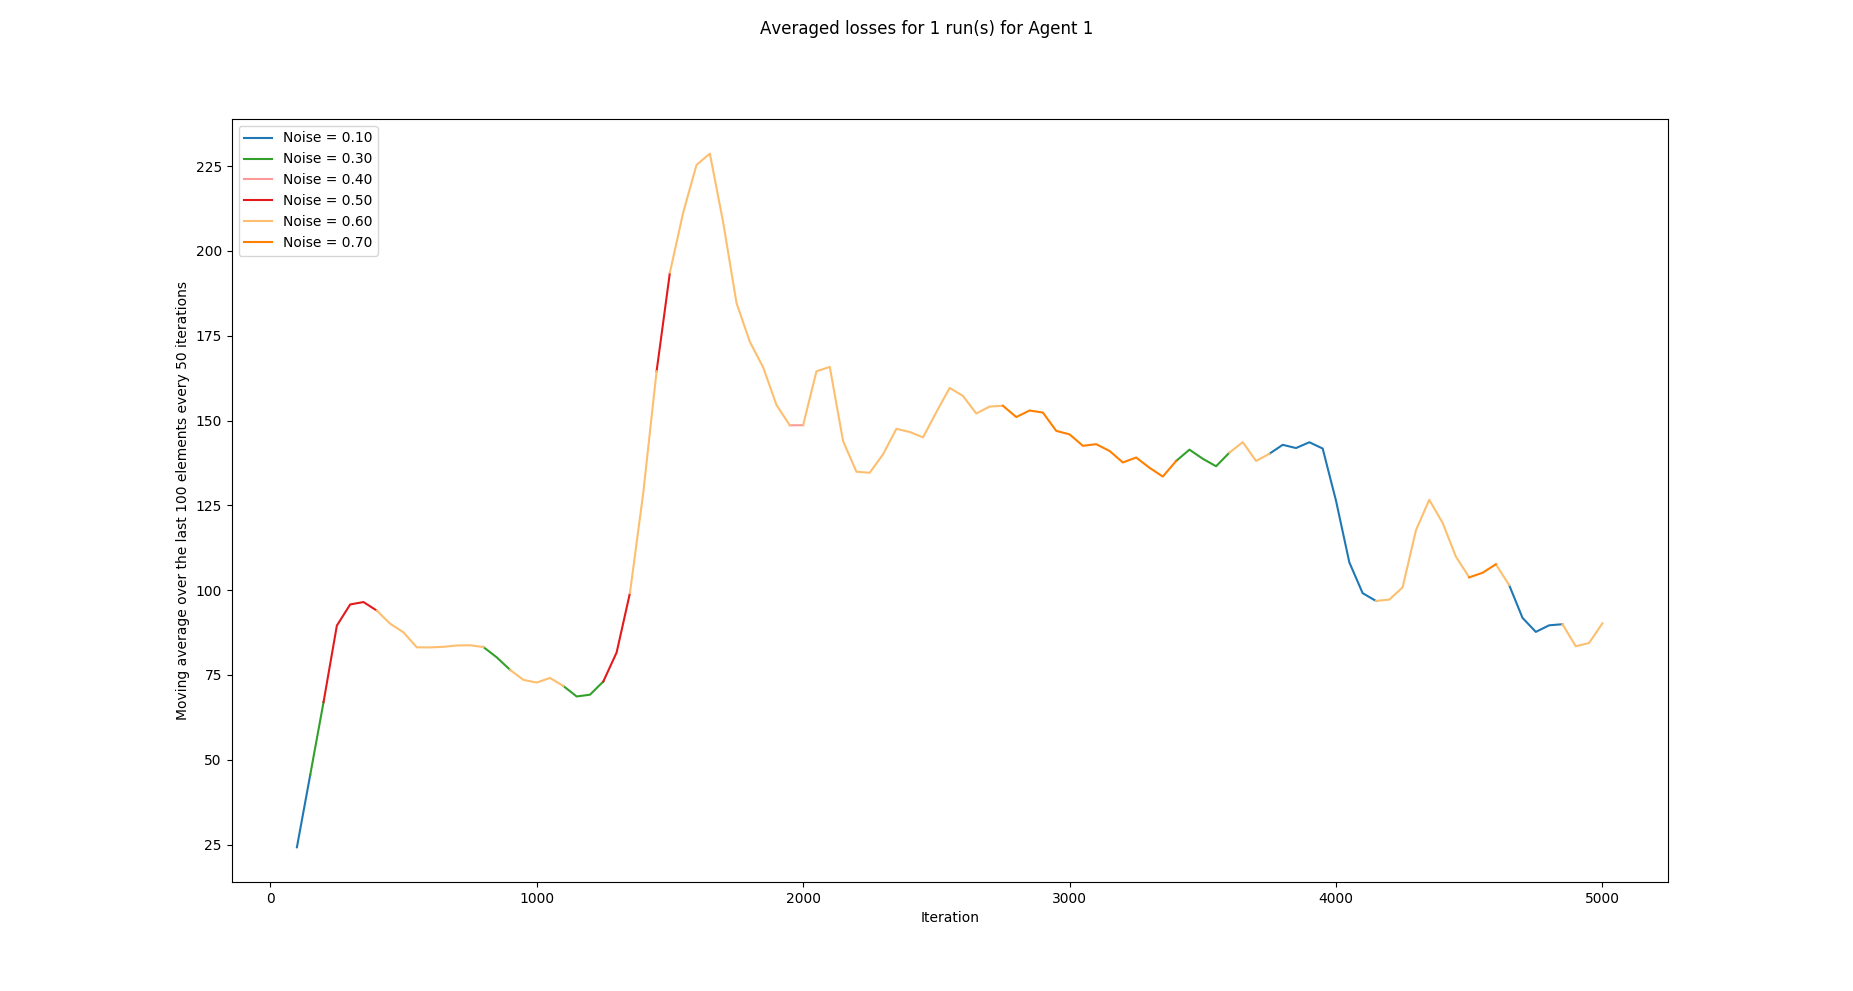 Averaged losses for 1 run(s) for Agent 1
Noise = 0.10
Noise = 0.30
Noise = 0.40
Noise = 0.50
Noise = 0.60
Noise = 0.70
Moving average over the last 100 elements every 50 iterations
225
200
175
150
125
100
75
50
25
0 1000 2000 3000 4000 5000
Iteration